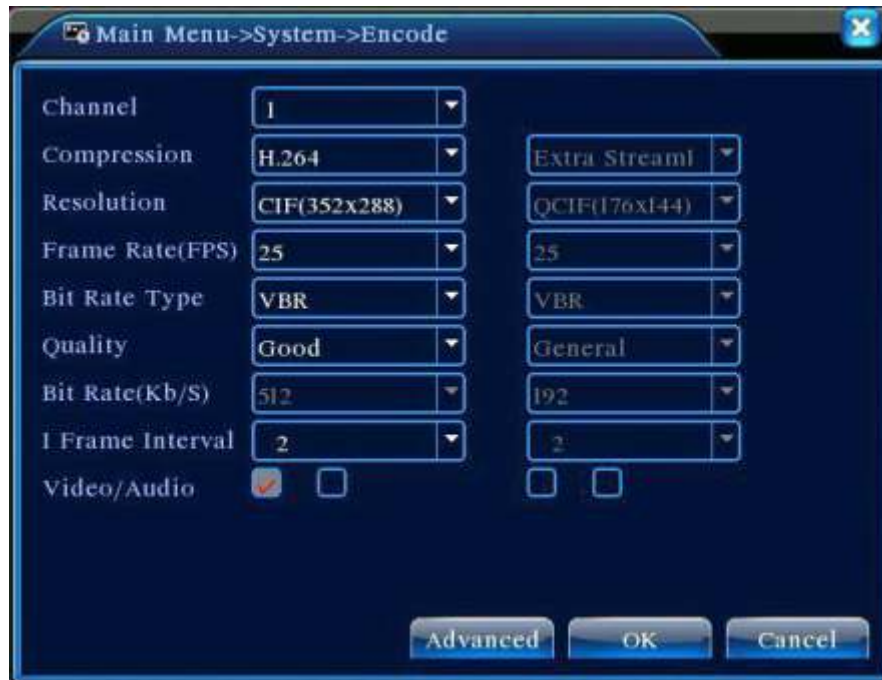 Main Menu->System->Encode
Channel 1
Compression H.264 Extra Stream1
Resolution CIF(352x288) QCIF(176x144)
Frame Rate(FPS) 25 25
Bit Rate Type VBR VBR
Quality Good General
Bit Rate(Kb/S) 512 192
I Frame Interval 2 2
Video/Audio
Advanced OK Cancel